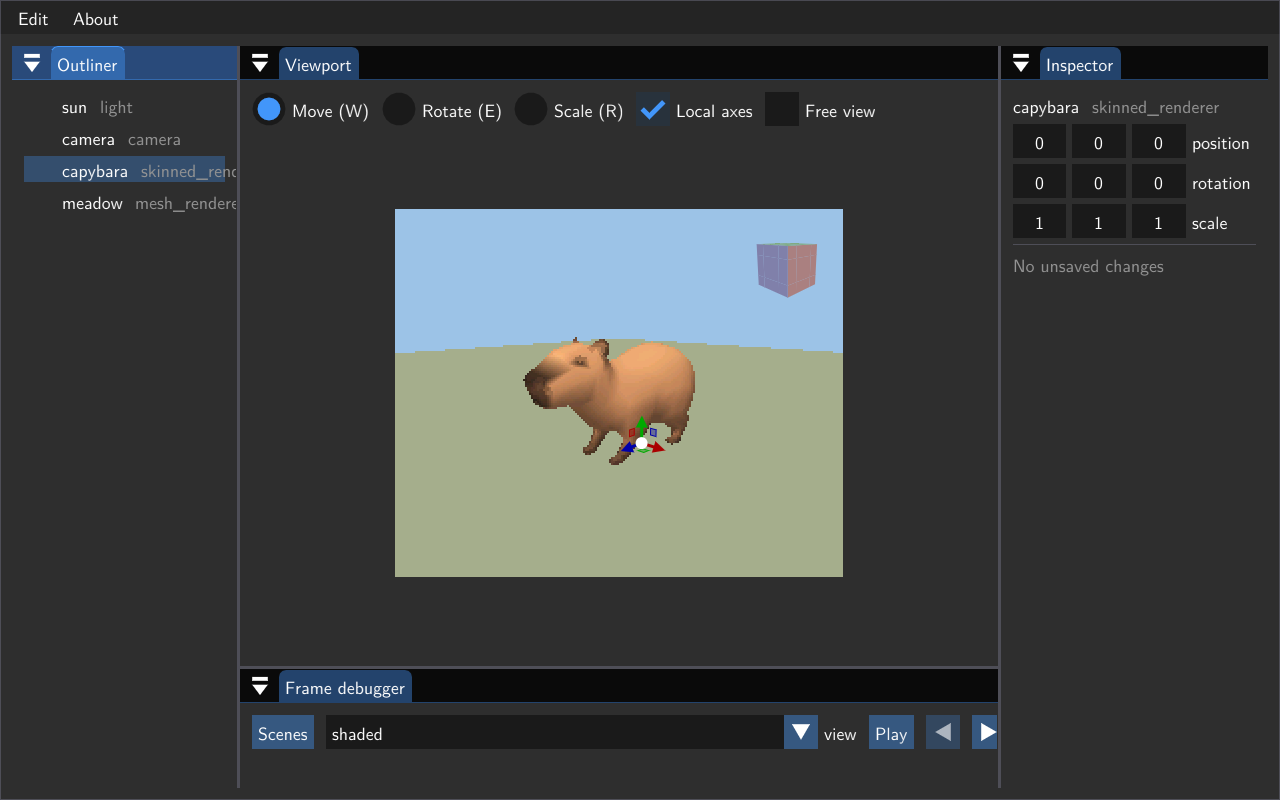 Edit About
Outliner
sun light
camera camera
capybara skinned_rend
meadow mesh_rendere
Viewport
Move (W) Rotate (E) Scale (R) Local axes Free view
Frame debugger
Scenes shaded view Play
Inspector
capybara skinned_renderer
0 0 0 position
0 0 0 rotation
1 1 1 scale
No unsaved changes